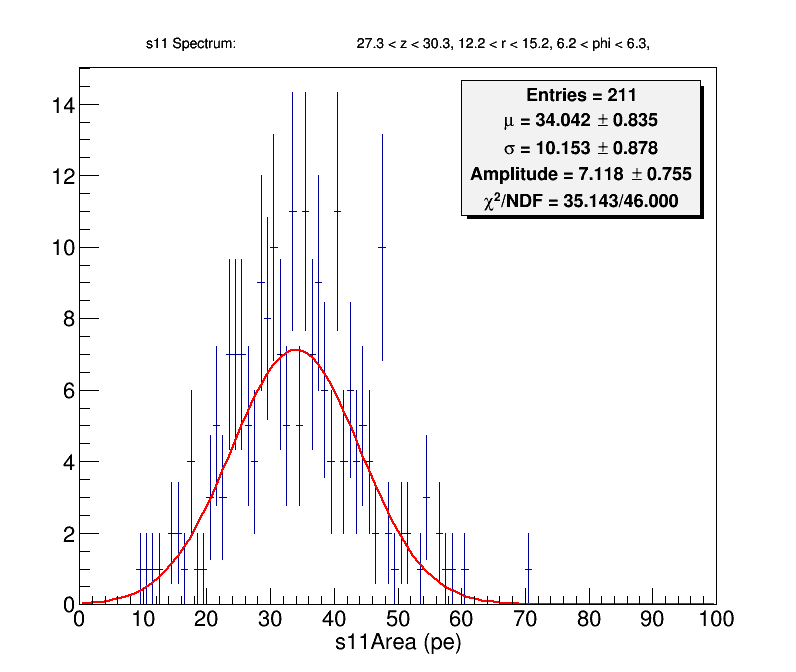 s11 Spectrum: 27.3 < z < 30.3, 12.2 < r < 15.2, 6.2 < phi < 6.3,
Entries = 211
μ = 34.042 ± 0.835
σ = 10.153 ± 0.878
Amplitude = 7.118 ± 0.755
χ²/NDF = 35.143/46.000
14
12
10
8
6
4
2
0
0 10 20 30 40 50 60 70 80 90 100
s11Area (pe)